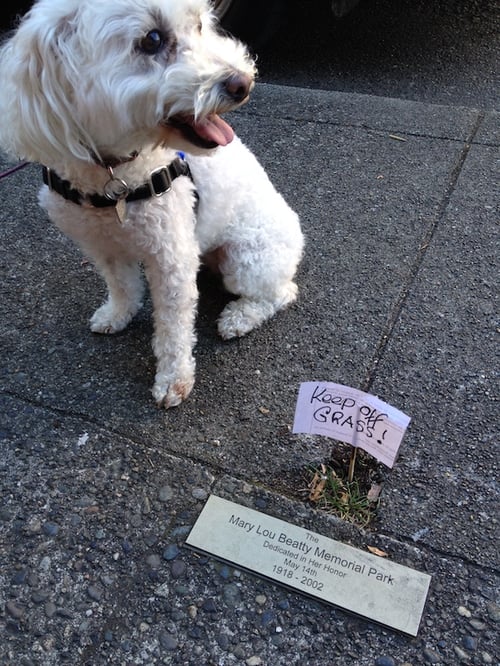 Keep off
GRASS!
The
Mary Lou Beatty Memorial Park
Dedicated in Her Honor
May 14th
1918 - 2002